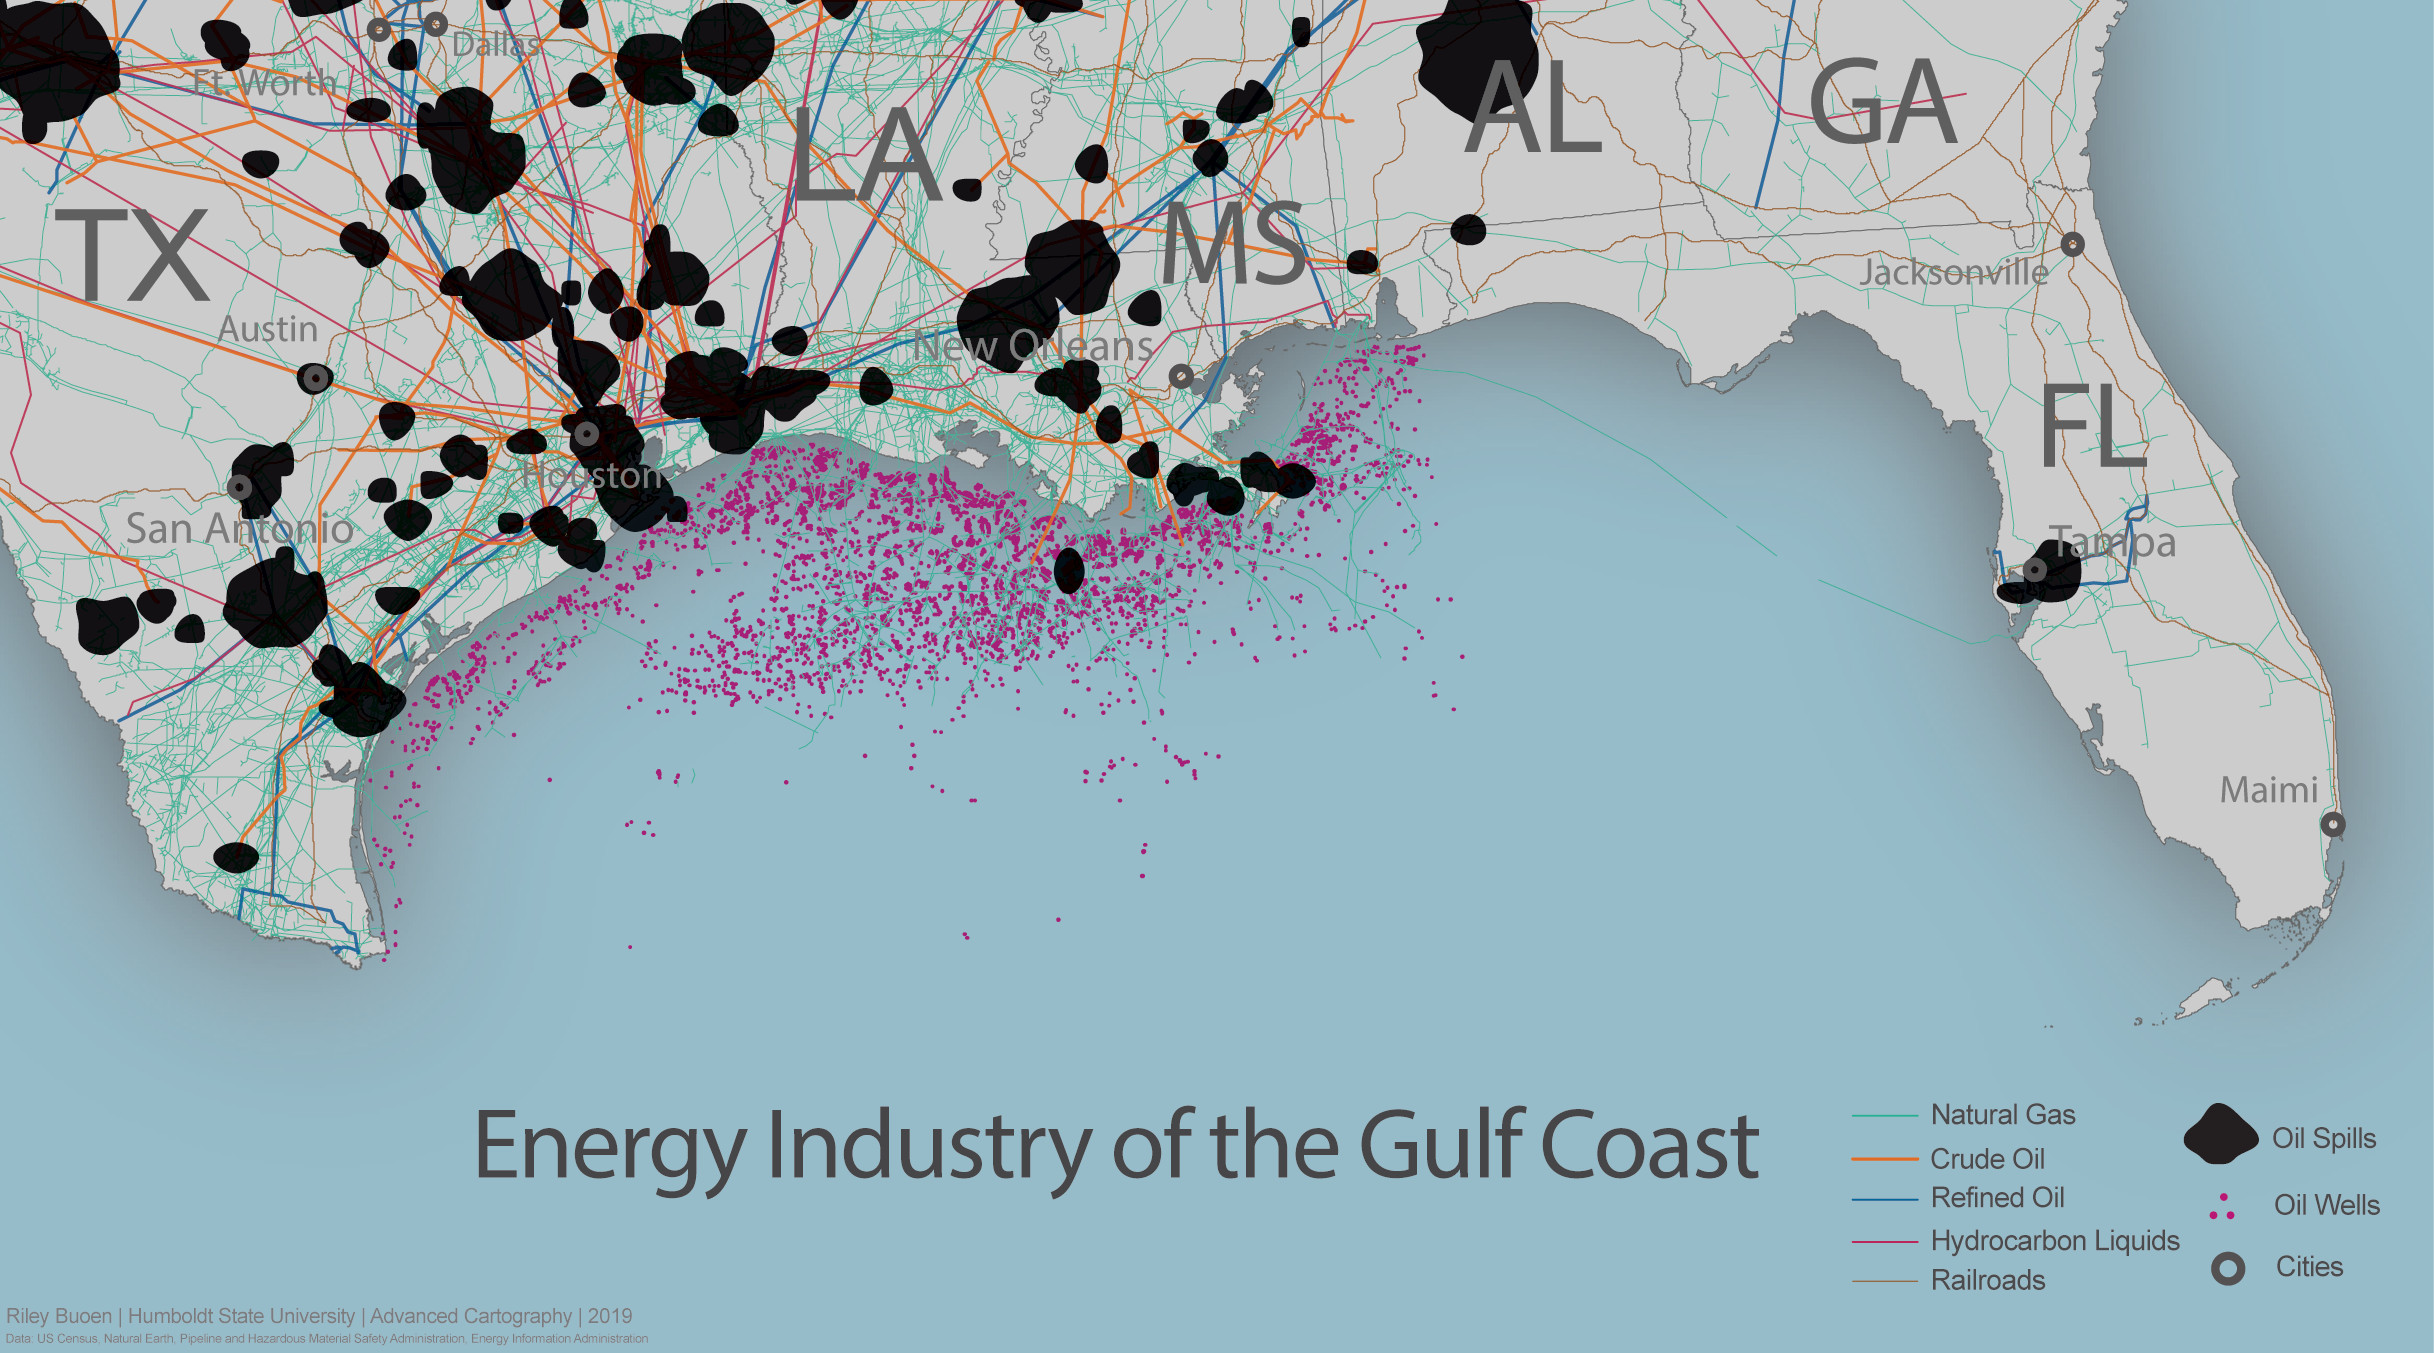 Dallas
Ft. Worth
TX
LA
MS
AL
GA
Jacksonville
Austin
New Orleans
FL
Houston
San Antonio
Tampa
Maimi
Energy Industry of the Gulf Coast
Natural Gas
Crude Oil
Refined Oil
Hydrocarbon Liquids
Railroads
Oil Spills
Oil Wells
Cities
Riley Buoen | Humboldt State University | Advanced Cartography | 2019
Data: US Census, Natural Earth, Pipeline and Hazardous Material Safety Administration, Energy Information Administration